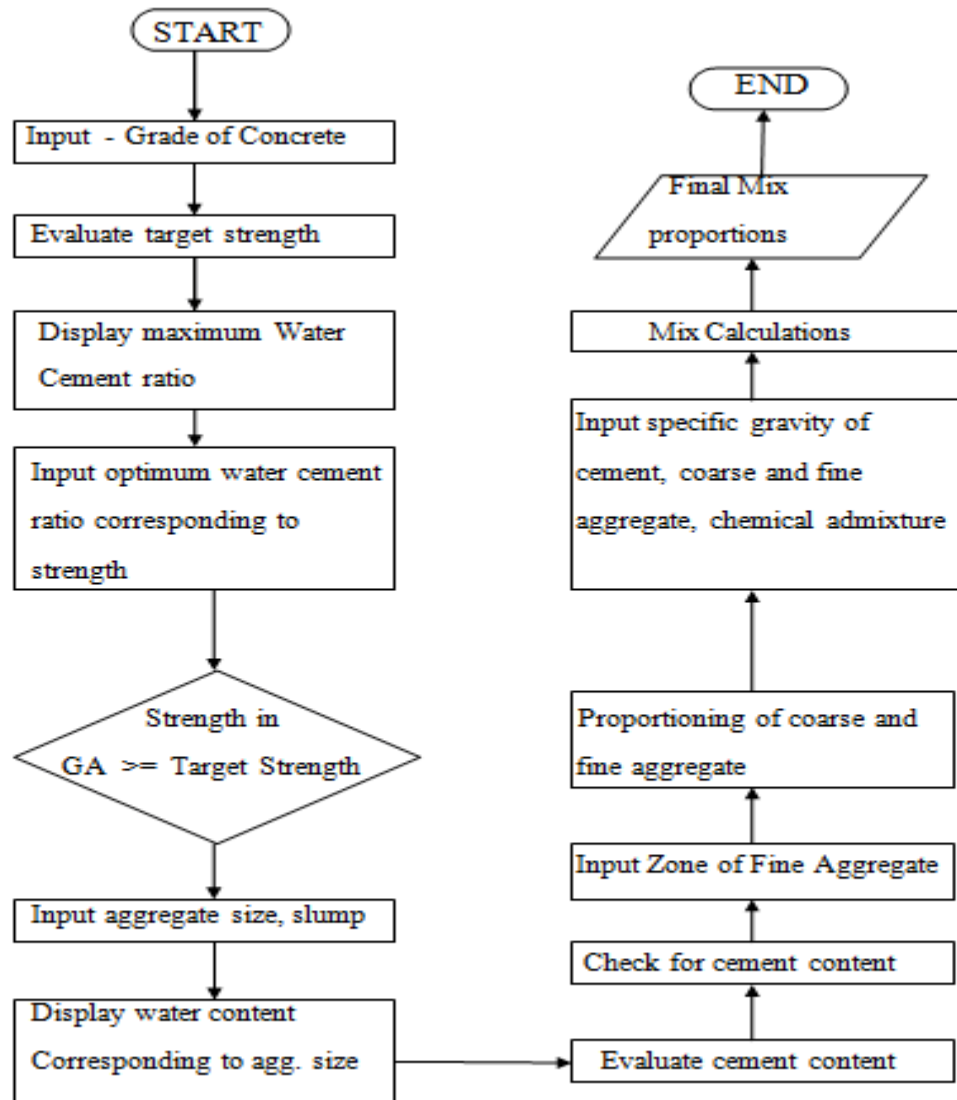 START
Input - Grade of Concrete
Evaluate target strength
Display maximum Water
Cement ratio
Input optimum water cement
ratio corresponding to
strength
Strength in
GA >= Target Strength
Input aggregate size, slump
Display water content
Corresponding to agg. size
Evaluate cement content
Check for cement content
Input Zone of Fine Aggregate
Proportioning of coarse and
fine aggregate
Input specific gravity of
cement, coarse and fine
aggregate, chemical admixture
Mix Calculations
Final Mix
proportions
END